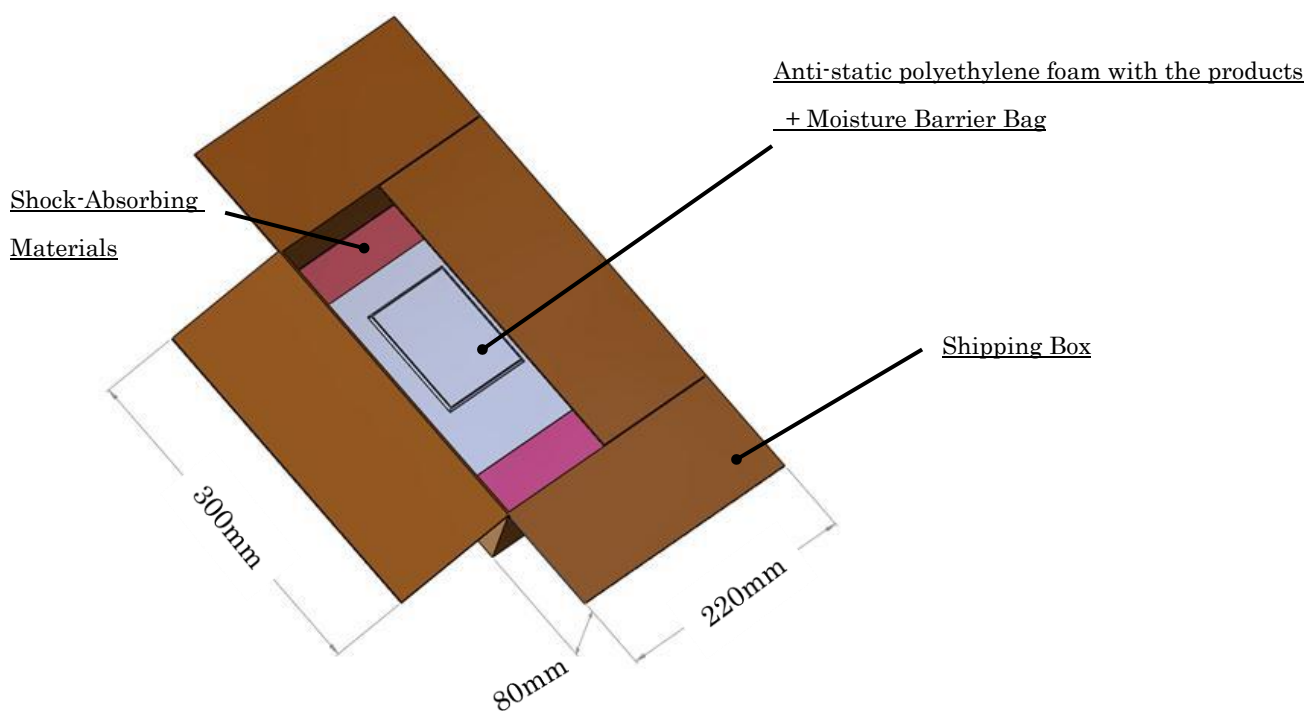 Anti-static polyethylene foam with the products
+ Moisture Barrier Bag
Shock-Absorbing
Materials
Shipping Box
300mm
220mm
80mm